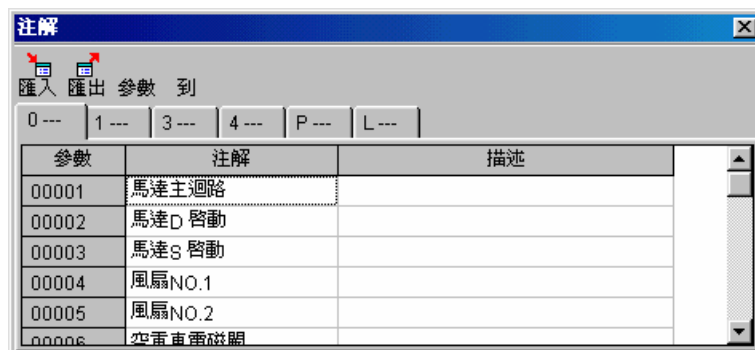 注解
匯入 匯出 參數 到
0 --- 1 --- 3 --- 4 --- P --- L ---
參數 注解 描述
00001 馬達主迴路
00002 馬達D 啓動
00003 馬達S 啓動
00004 風扇NO.1
00005 風扇NO.2
00006